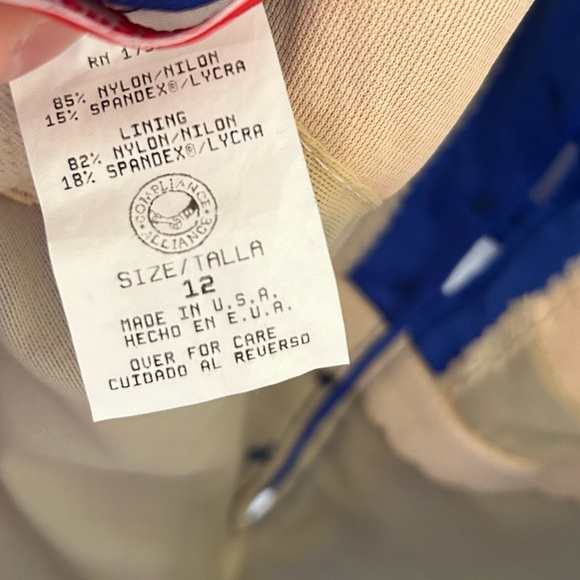 RN
85% NYLON/NILON
15% SPANDEX®/LYCRA
LINING
82% NYLON/NILON
18% SPANDEX®/LYCRA
COMPLIANCE
ALLIANCE
SIZE/TALLA
12
MADE IN U.S.A.
HECHO EN E.U.A.
OVER FOR CARE
CUIDADO AL REVERSO